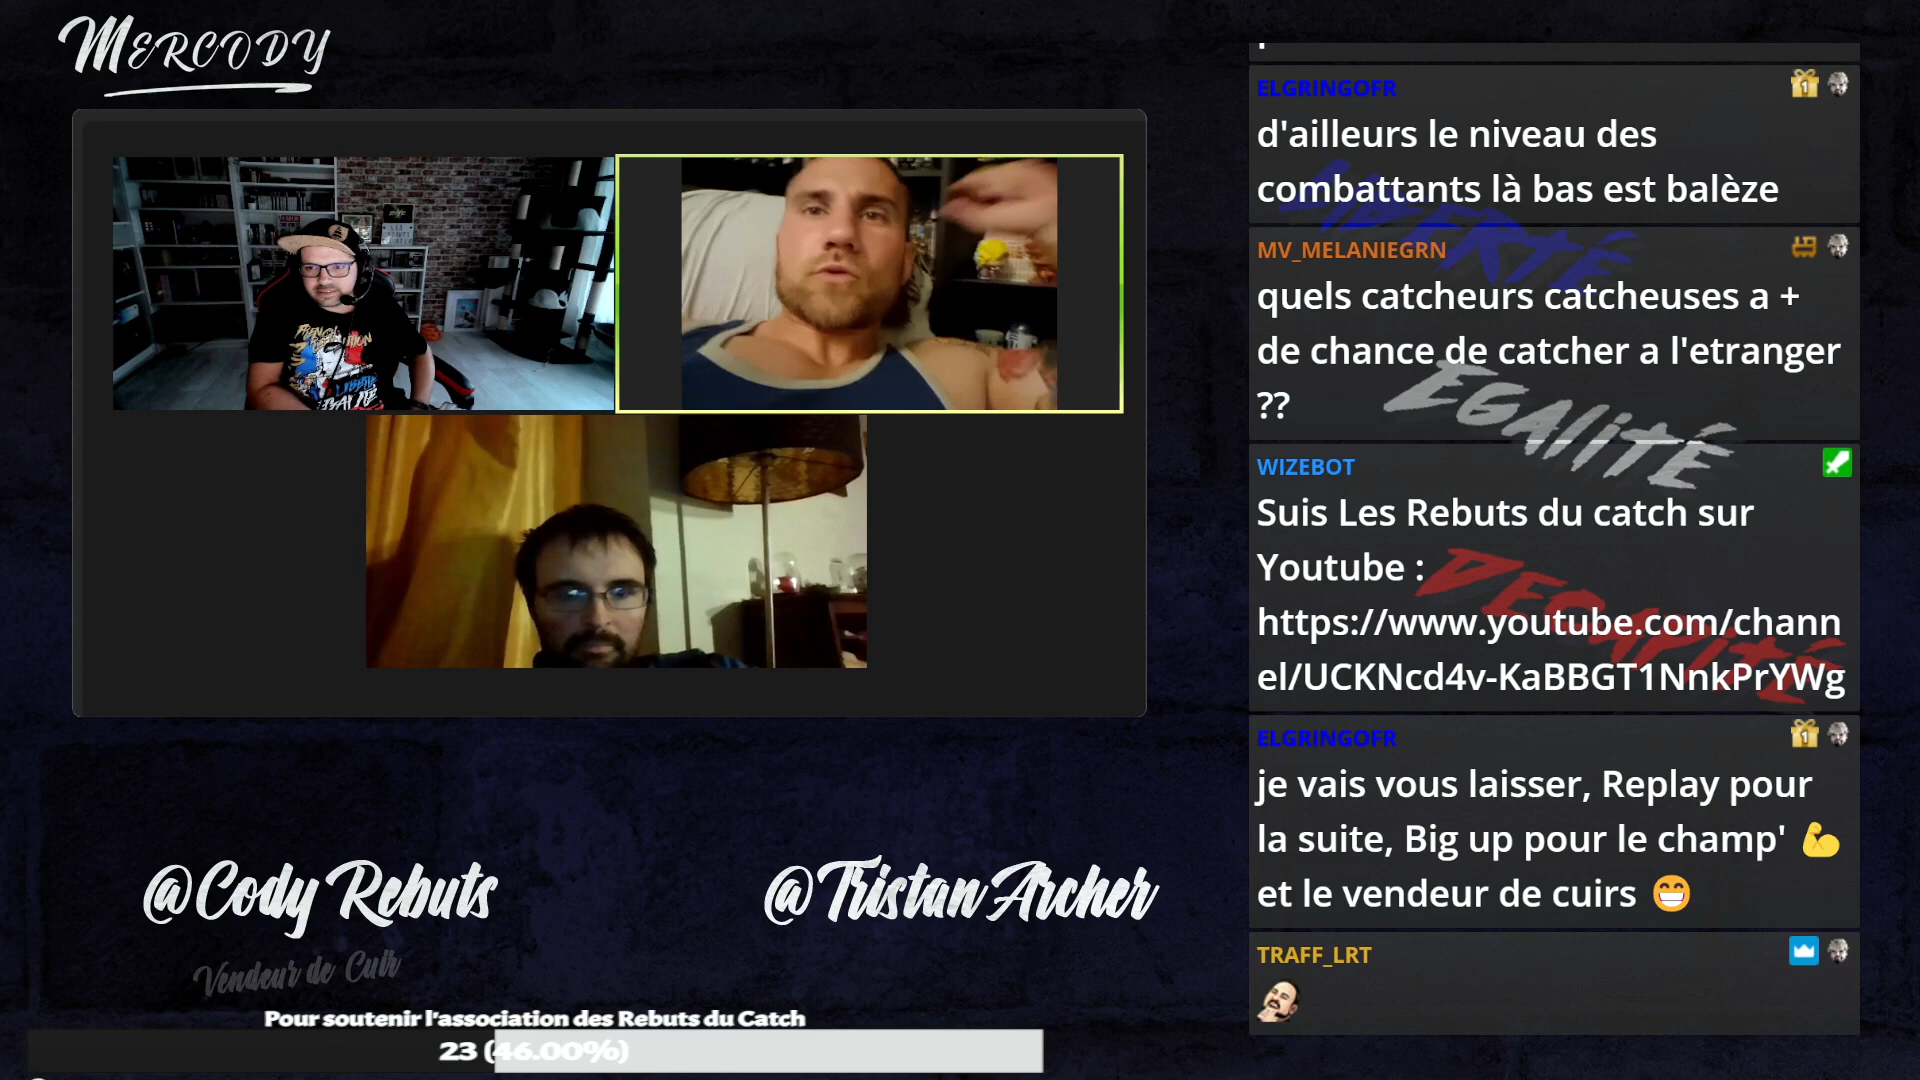 MERCODY
ELGRINGOFR
d'ailleurs le niveau des
combattants là bas est balèze
MV_MELANIEGRN
quels catcheurs catcheuses a +
de chance de catcher a l'etranger
??
WIZEBOT
Suis Les Rebuts du catch sur
Youtube :
https://www.youtube.com/chann
el/UCKNcd4v-KaBBGT1NnkPrYWg
ELGRINGOFR
je vais vous laisser, Replay pour
la suite, Big up pour le champ' 💪
et le vendeur de cuirs 😁
TRAFF_LRT
LIBERTÉ
EGALITÉ
DECAPITÉ
@Cody Rebuts
@Tristan Archer
Vendeur de Cuir
Pour soutenir l'association des Rebuts du Catch
23 (46.00%)